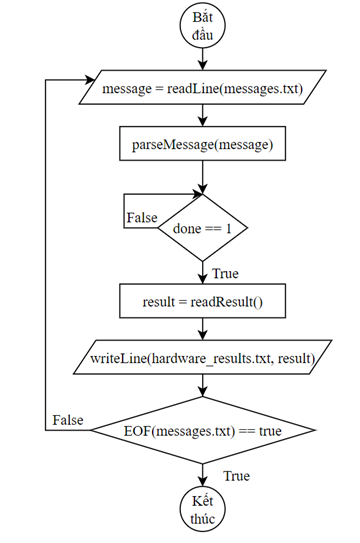 Bắt
đầu
message = readLine(messages.txt)
parseMessage(message)
False
done == 1
True
result = readResult()
writeLine(hardware_results.txt, result)
False
EOF(messages.txt) == true
True
Kết
thúc